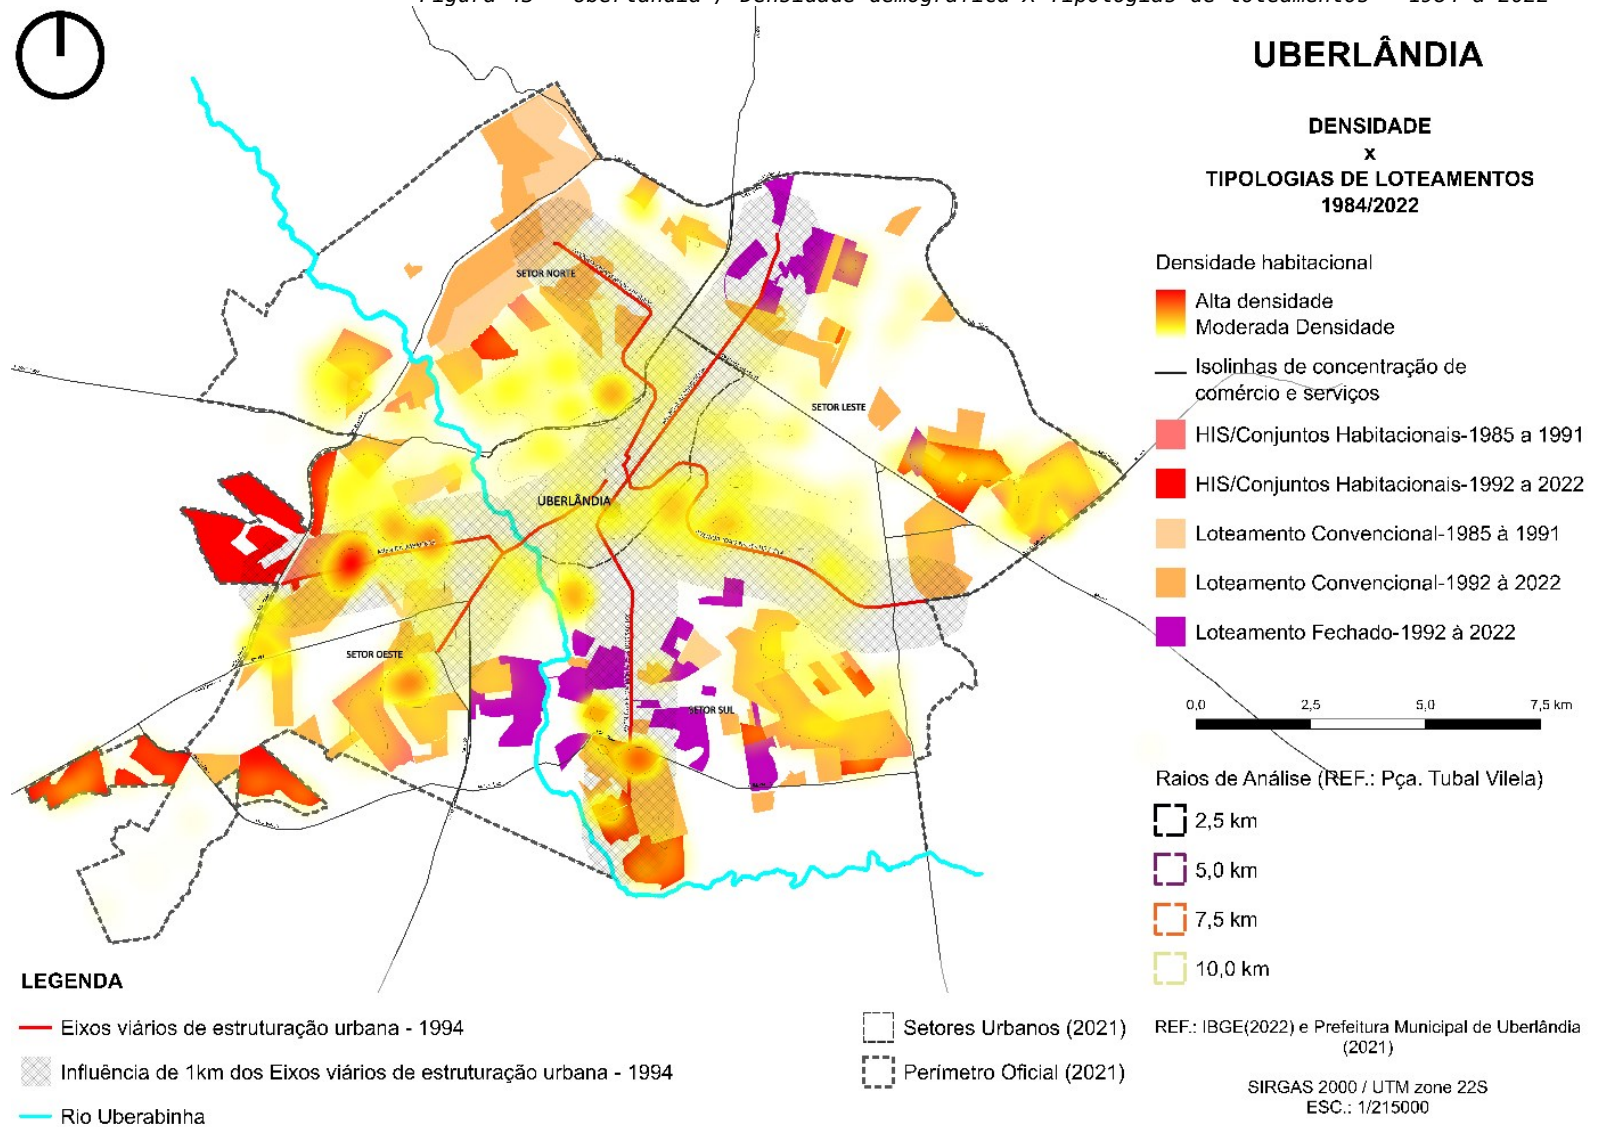 UBERLÂNDIA
DENSIDADE
x
TIPOLOGIAS DE LOTEAMENTOS
1984/2022
Densidade habitacional
Alta densidade
Moderada Densidade
Isolinhas de concentração de
comércio e serviços
HIS/Conjuntos Habitacionais-1985 a 1991
HIS/Conjuntos Habitacionais-1992 a 2022
Loteamento Convencional-1985 à 1991
Loteamento Convencional-1992 à 2022
Loteamento Fechado-1992 à 2022
0,0 2,5 5,0 7,5 km
Raios de Análise (REF.: Pça. Tubal Vilela)
2,5 km
5,0 km
7,5 km
10,0 km
REF.: IBGE(2022) e Prefeitura Municipal de Uberlândia
(2021)
SIRGAS 2000 / UTM zone 22S
ESC.: 1/215000
SETOR NORTE
SETOR LESTE
UBERLÂNDIA
SETOR OESTE
SETOR SUL
LEGENDA
Eixos viários de estruturação urbana - 1994
Influência de 1km dos Eixos viários de estruturação urbana - 1994
Rio Uberabinha
Setores Urbanos (2021)
Perímetro Oficial (2021)